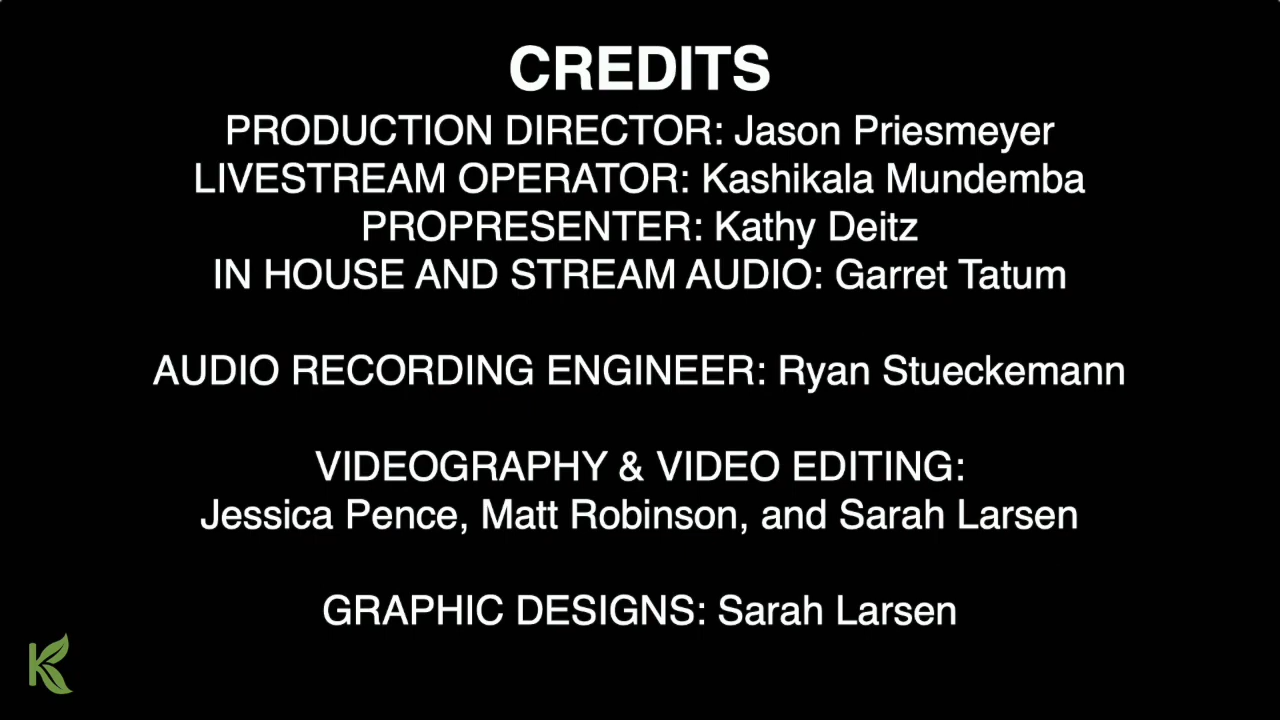 CREDITS
PRODUCTION DIRECTOR: Jason Priesmeyer
LIVESTREAM OPERATOR: Kashikala Mundemba
PROPRESENTER: Kathy Deitz
IN HOUSE AND STREAM AUDIO: Garret Tatum
AUDIO RECORDING ENGINEER: Ryan Stueckemann
VIDEOGRAPHY & VIDEO EDITING:
Jessica Pence, Matt Robinson, and Sarah Larsen
GRAPHIC DESIGNS: Sarah Larsen
K